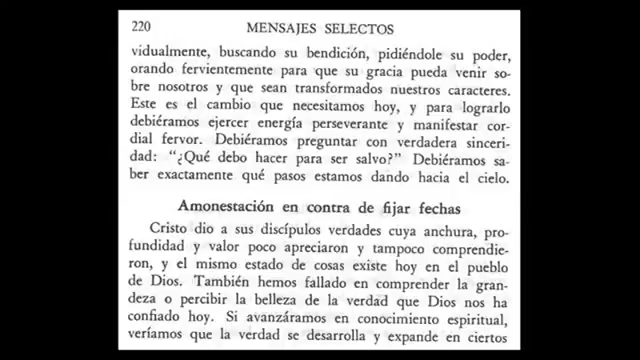 220 MENSAJES SELECTOS
vidualmente, buscando su bendición, pidiéndole su poder,
orando fervientemente para que su gracia pueda venir so-
bre nosotros y que sean transformados nuestros caracteres.
Este es el cambio que necesitamos hoy, y para lograrlo
debiéramos ejercer energía perseverante y manifestar cor-
dial fervor. Debiéramos preguntar con verdadera sinceri-
dad: “¿Qué debo hacer para ser salvo?” Debiéramos sa-
ber exactamente qué pasos estamos dando hacia el cielo.
Amonestación en contra de fijar fechas
Cristo dio a sus discípulos verdades cuya anchura, pro-
fundidad y valor poco apreciaron y tampoco comprendie-
ron, y el mismo estado de cosas existe hoy en el pueblo
de Dios. También hemos fallado en comprender la gran-
deza o percibir la belleza de la verdad que Dios nos ha
confiado hoy. Si avanzáramos en conocimiento espiritual,
veríamos que la verdad se desarrolla y expande en ciertos